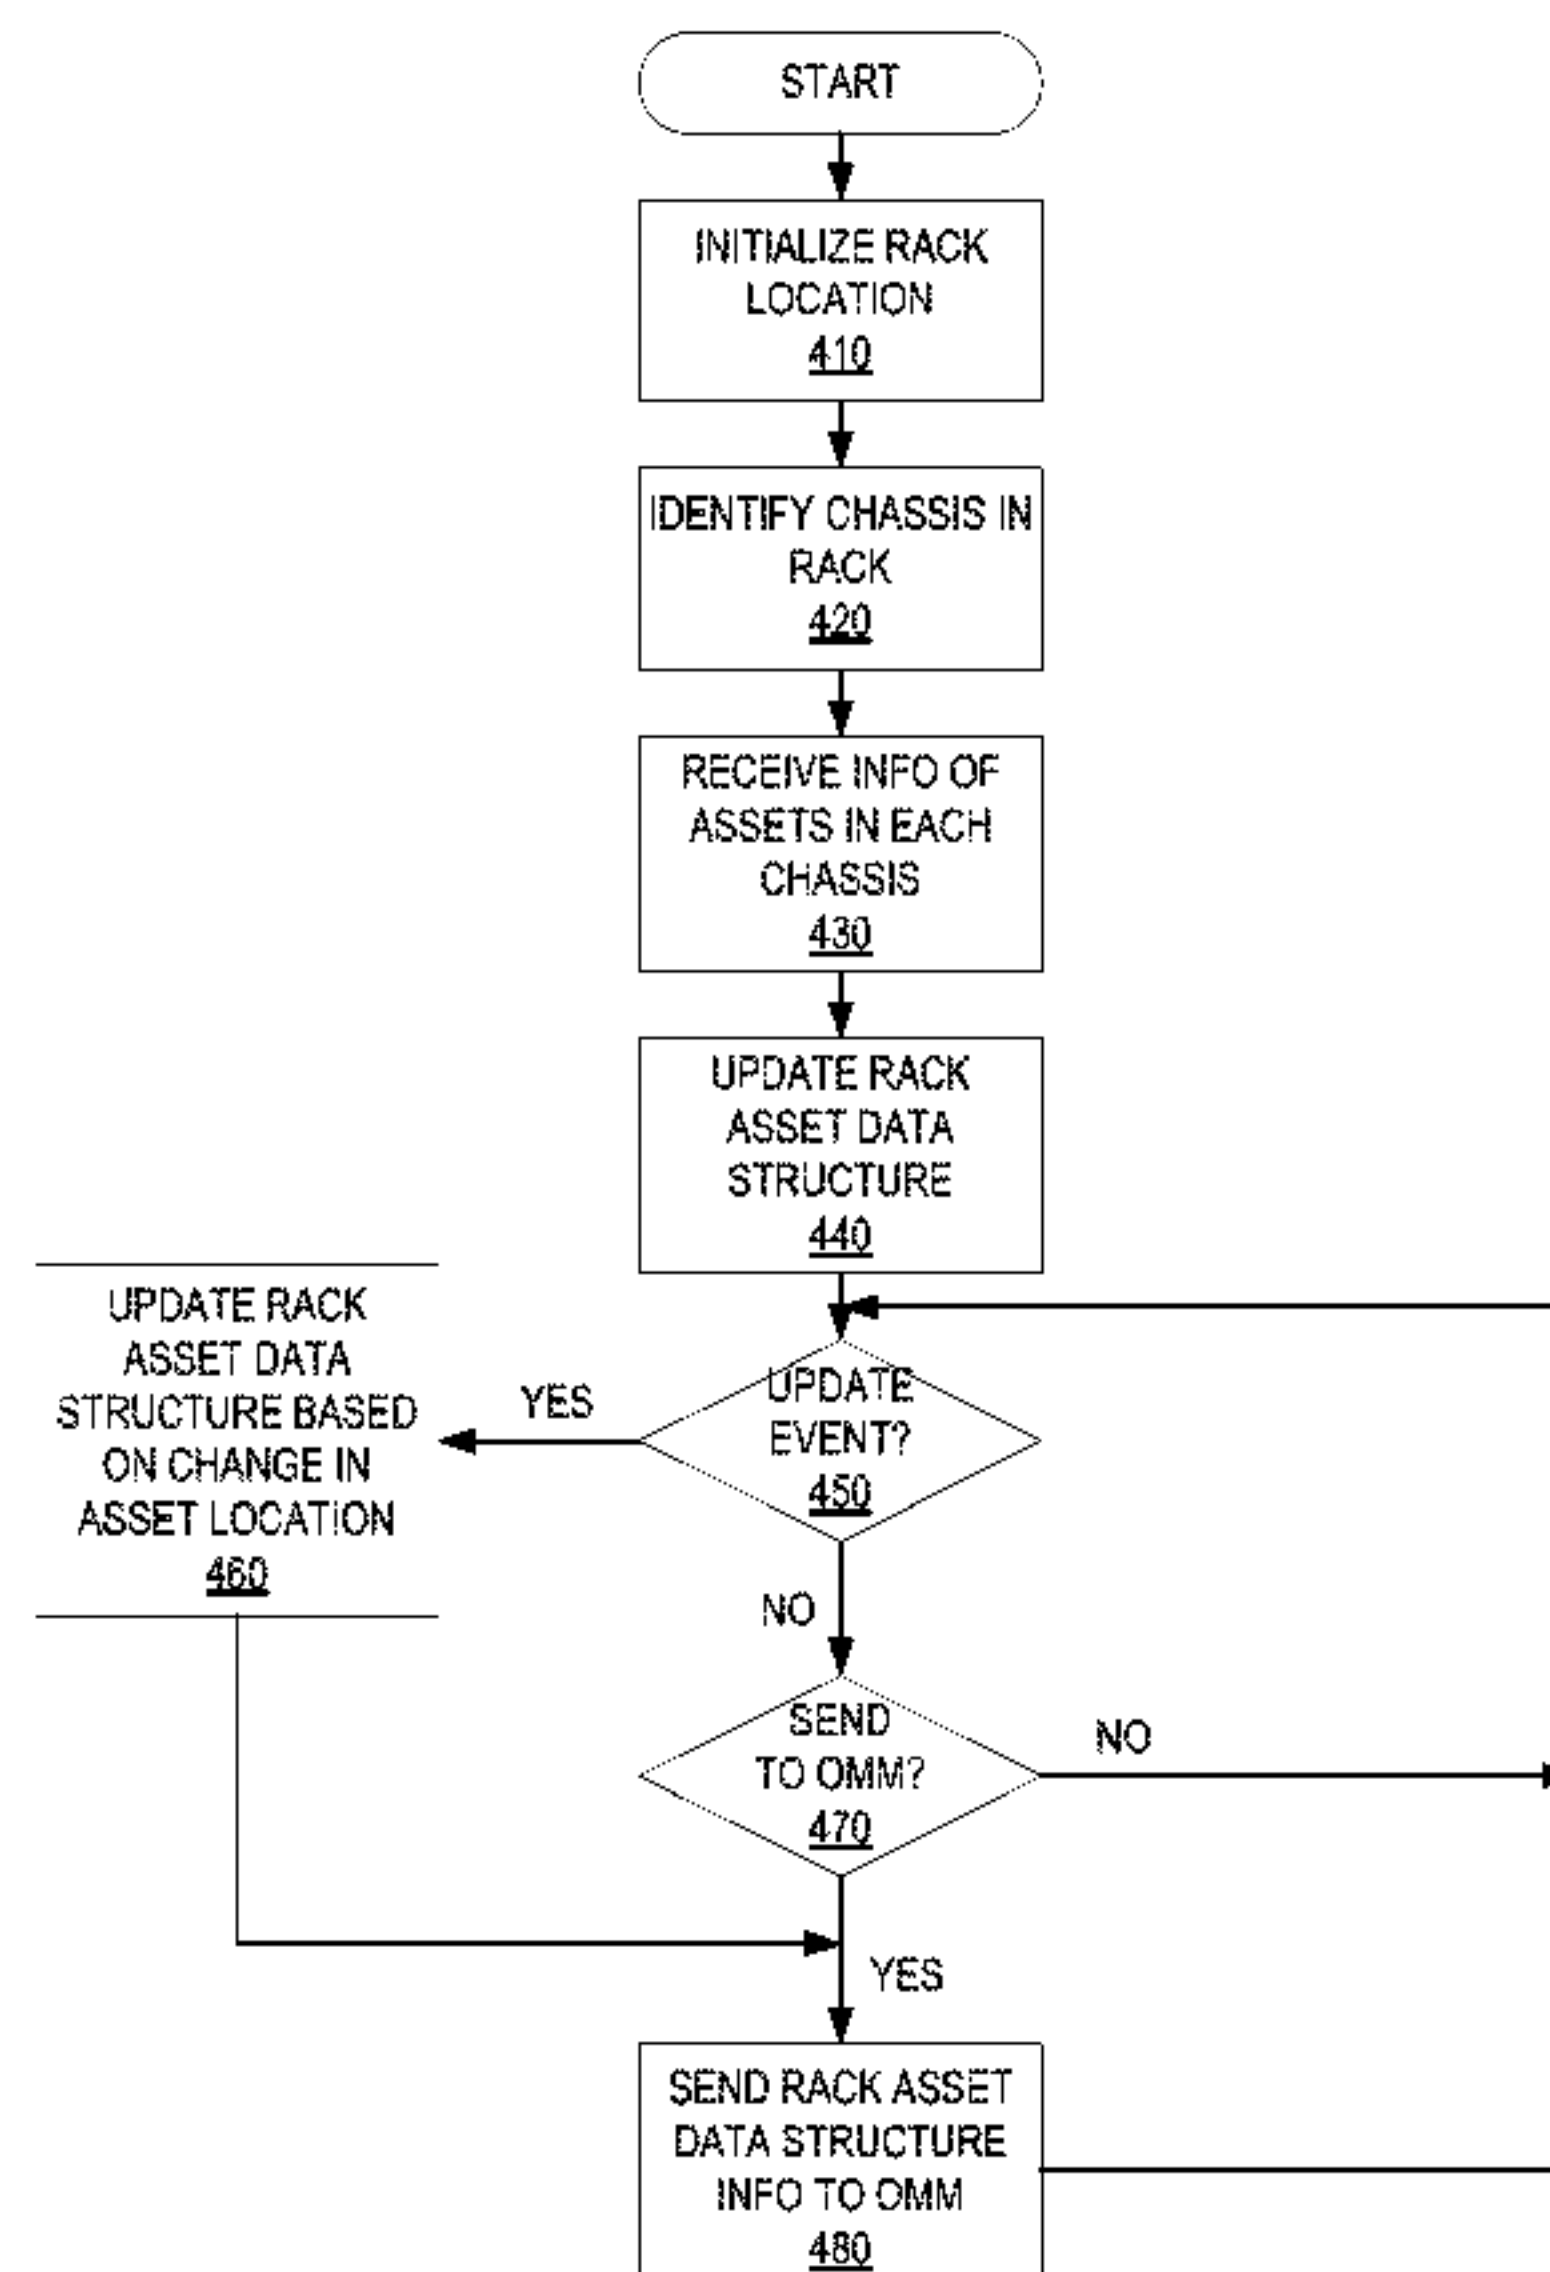 START
INITIALIZE RACK
LOCATION
410
IDENTIFY CHASSIS IN
RACK
420
RECEIVE INFO OF
ASSETS IN EACH
CHASSIS
430
UPDATE RACK
ASSET DATA
STRUCTURE
440
UPDATE RACK
ASSET DATA
STRUCTURE BASED
ON CHANGE IN
ASSET LOCATION
460
YES
UPDATE
EVENT?
450
NO
SEND
TO OMM?
470
NO
YES
SEND RACK ASSET
DATA STRUCTURE
INFO TO OMM
480